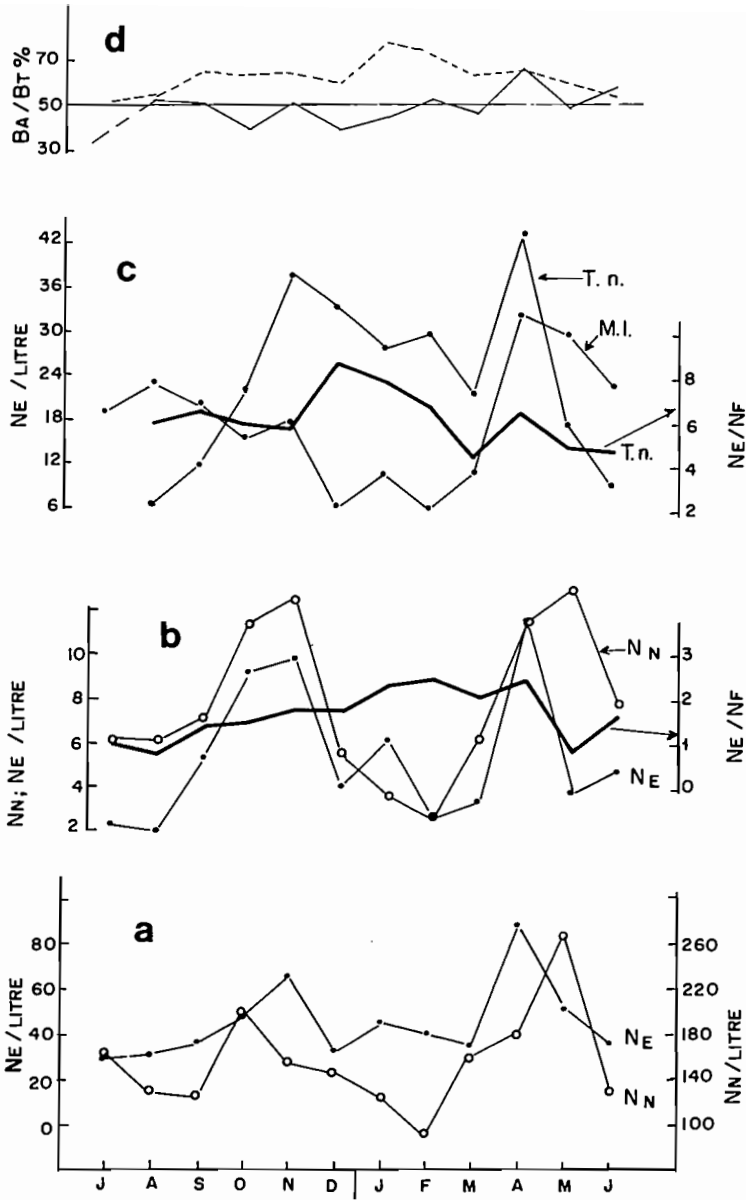 d
BA/BT %
70
50
30
c
NE/LITRE
42
36
30
24
18
12
6
T. n.
M.I.
T.n.
8
6
4
2
NE/NF
b
NN; NE /LITRE
10
8
6
4
2
NN
NE
3
2
1
0
NE/NF
a
NE/LITRE
80
60
40
20
0
NE
NN
260
220
180
140
100
NN/LITRE
J A S O N D J F M A M J